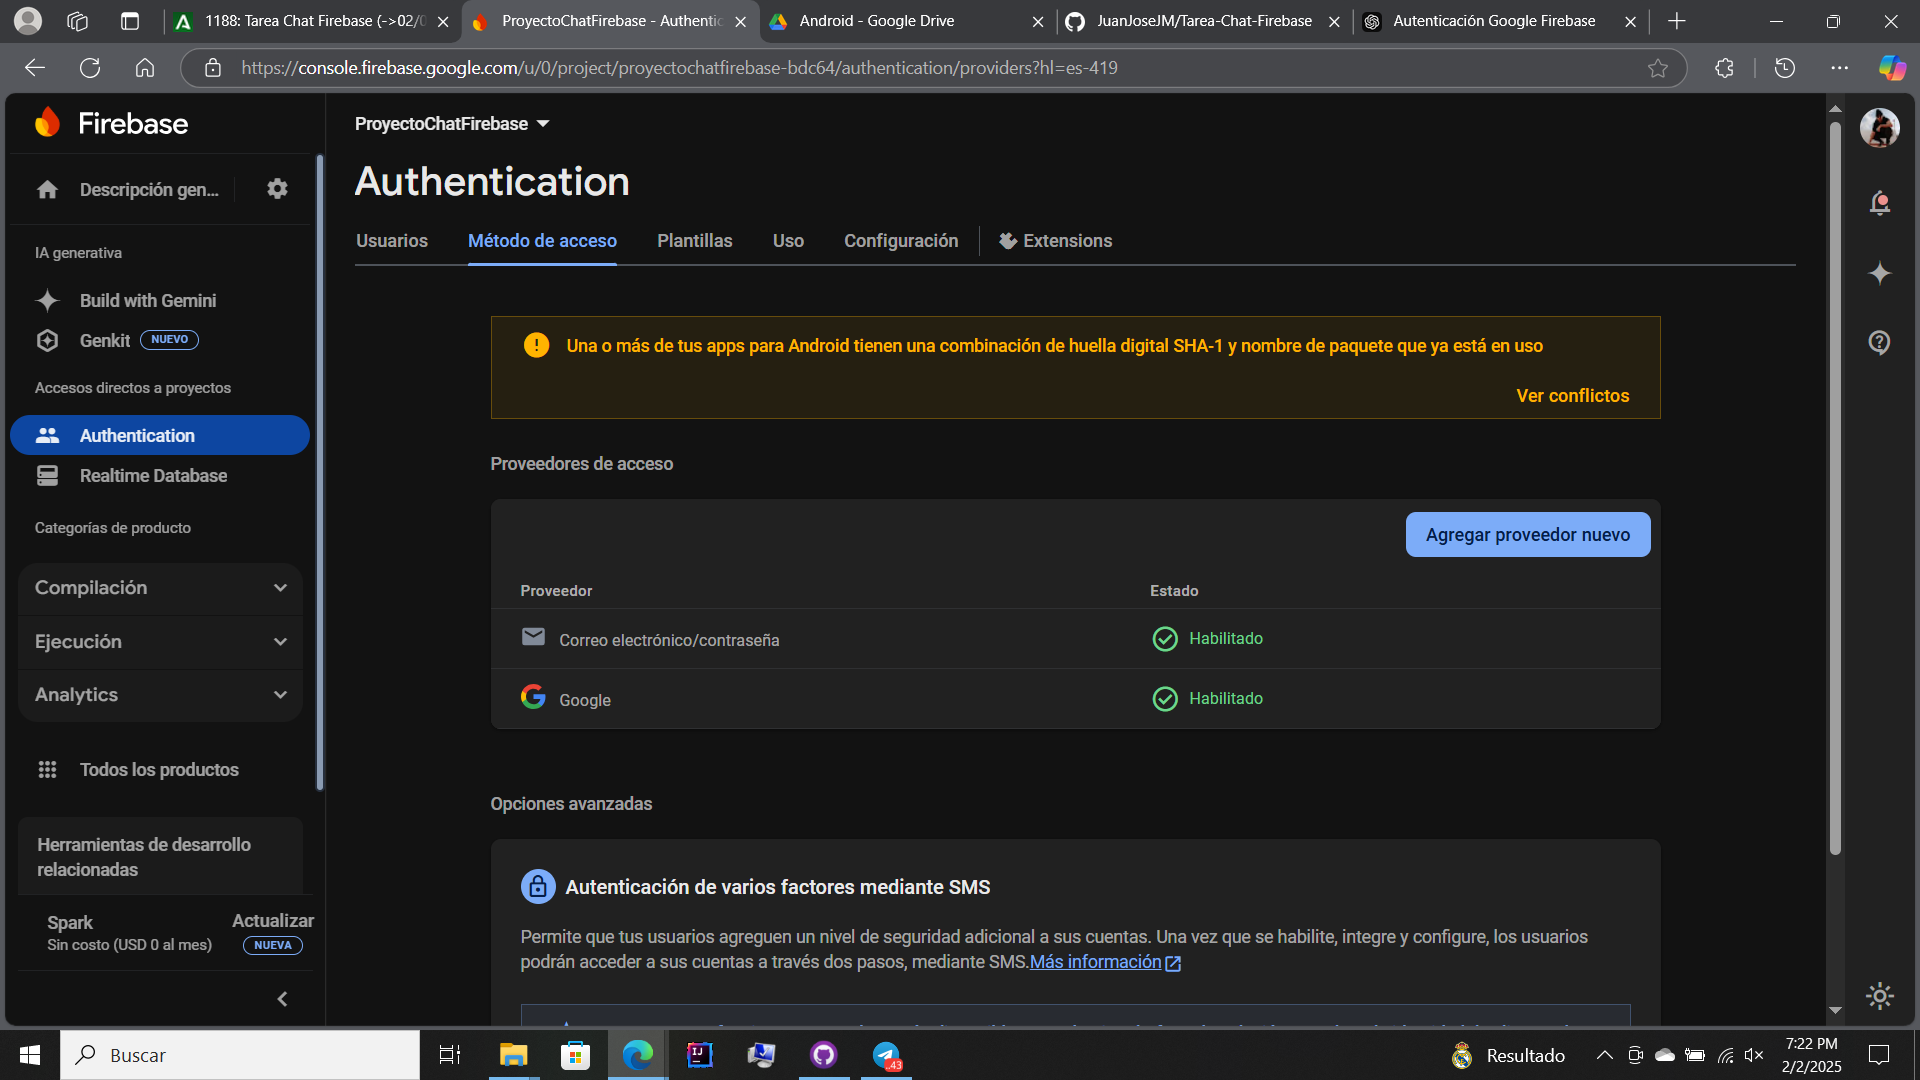 1188: Tarea Chat Firebase (->02/0
ProyectoChatFirebase - Authentic
Android - Google Drive
JuanJoseJM/Tarea-Chat-Firebase
Autenticación Google Firebase
https://console.firebase.google.com/u/0/project/proyectochatfirebase-bdc64/authentication/providers?hl=es-419
Firebase
Descripción gen...
IA generativa
Build with Gemini
Genkit
NUEVO
Accesos directos a proyectos
Authentication
Realtime Database
Categorías de producto
Compilación
Ejecución
Analytics
Todos los productos
Herramientas de desarrollo
relacionadas
Spark
Sin costo (USD 0 al mes)
Actualizar
NUEVA
ProyectoChatFirebase
Authentication
Usuarios
Método de acceso
Plantillas
Uso
Configuración
Extensions
Una o más de tus apps para Android tienen una combinación de huella digital SHA-1 y nombre de paquete que ya está en uso
Ver conflictos
Proveedores de acceso
Agregar proveedor nuevo
Proveedor
Estado
Correo electrónico/contraseña
Habilitado
Google
Habilitado
Opciones avanzadas
Autenticación de varios factores mediante SMS
Permite que tus usuarios agreguen un nivel de seguridad adicional a sus cuentas. Una vez que se habilite, integre y configure, los usuarios
podrán acceder a sus cuentas a través dos pasos, mediante SMS.Más información
Buscar
IJ
43
Resultado
7:22 PM
2/2/2025